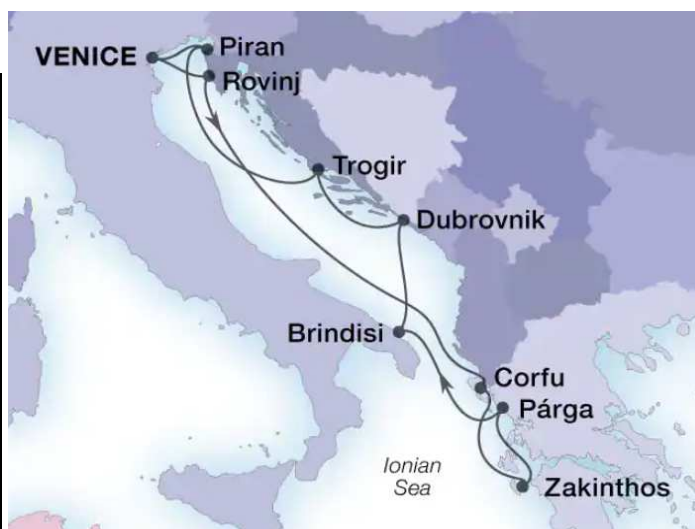 Piran
VENICE
Rovinj
Trogir
Dubrovnik
Brindisi
Corfu
Párga
Ionian
Sea
Zakinthos